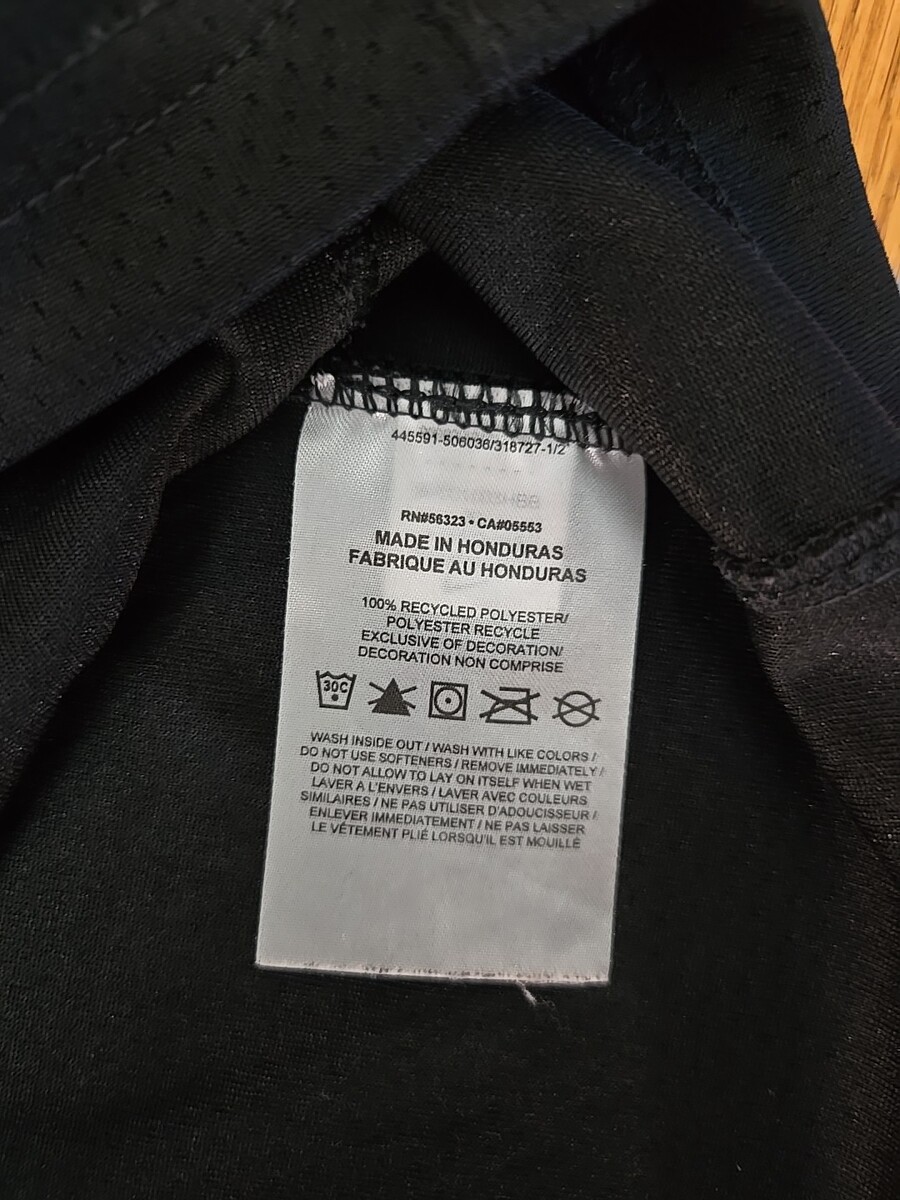 445591-506036/318727-1/2
RN#56323 • CA#05553
MADE IN HONDURAS
FABRIQUE AU HONDURAS
100% RECYCLED POLYESTER/
POLYESTER RECYCLE
EXCLUSIVE OF DECORATION/
DECORATION NON COMPRISE
30C
WASH INSIDE OUT / WASH WITH LIKE COLORS /
DO NOT USE SOFTENERS / REMOVE IMMEDIATELY /
DO NOT ALLOW TO LAY ON ITSELF WHEN WET
LAVER A L'ENVERS / LAVER AVEC COULEURS
SIMILAIRES / NE PAS UTILISER D'ADOUCISSEUR /
ENLEVER IMMEDIATEMENT / NE PAS LAISSER
LE VÊTEMENT PLIÉ LORSQU'IL EST MOUILLÉ